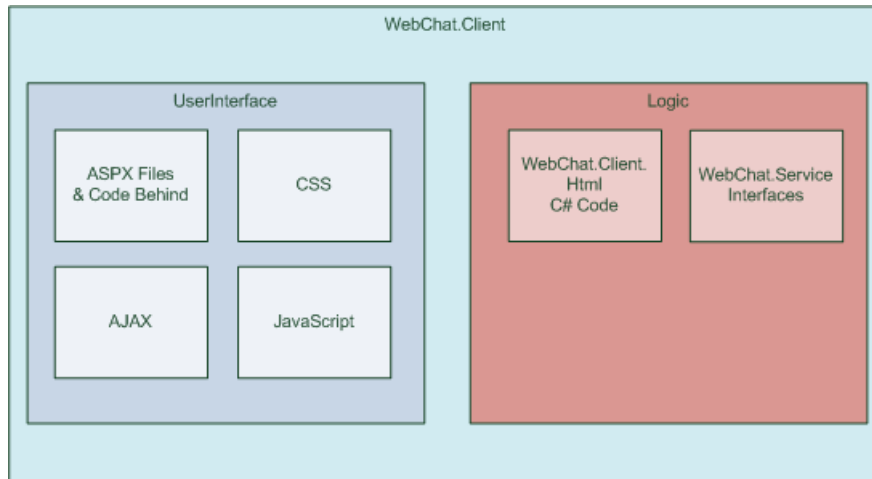 WebChat.Client
UserInterface
ASPX Files
& Code Behind
CSS
AJAX
JavaScript
Logic
WebChat.Client.
Html
C# Code
WebChat.Service
Interfaces